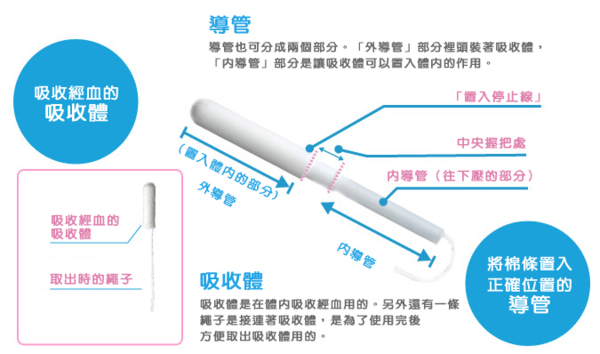 導管
導管也可分成兩個部分。「外導管」部分裡頭裝著吸收體，
「內導管」部分是讓吸收體可以置入體內的作用。
吸收經血的
吸收體
「置入停止線」
中央握把處
內導管（往下壓的部分）
（置入體內的部分）
外導管
內導管
吸收經血的
吸收體
取出時的繩子
將棉條置入
正確位置的
導管
吸收體
吸收體是在體內吸收經血用的。另外還有一條
繩子是接連著吸收體，是為了使用完後
方便取出吸收體用的。